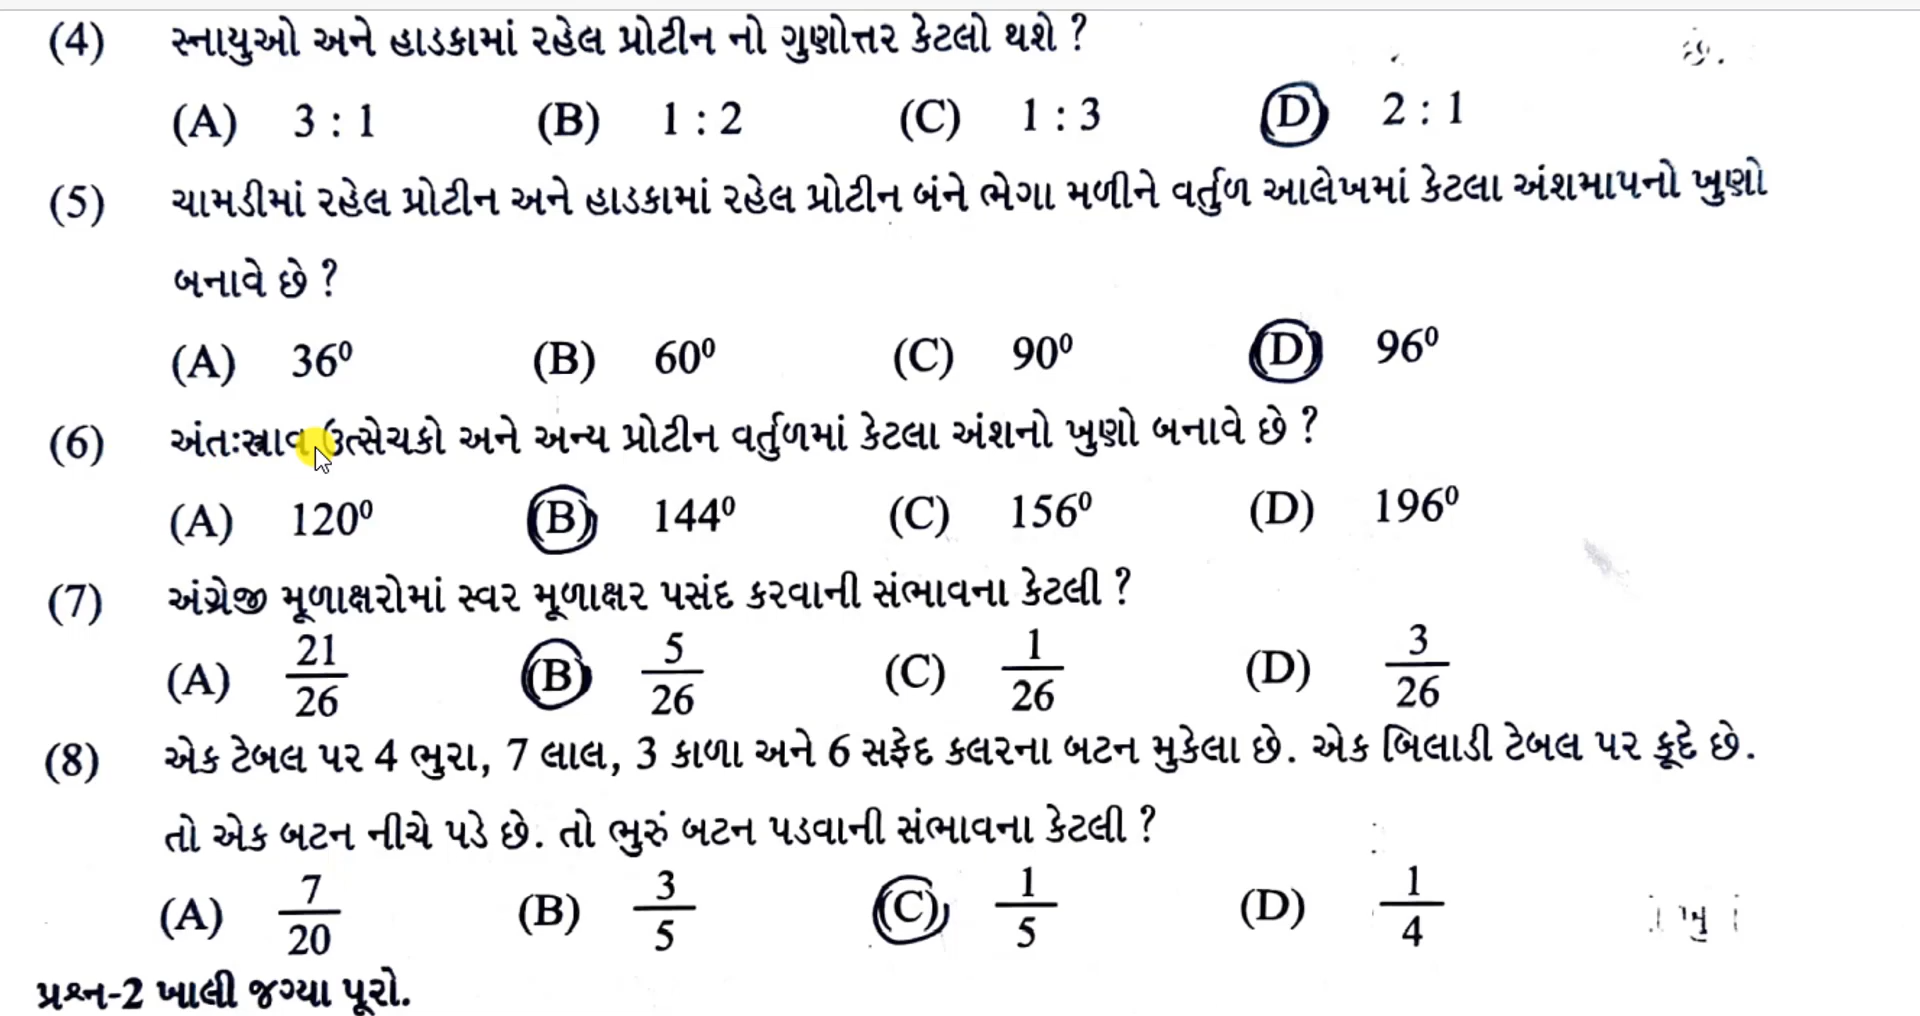 (4) સ્નાયુઓ અને હાડકામાં રહેલ પ્રોટીન નો ગુણોત્તર કેટલો થશે ?
(A) 3 : 1 (B) 1 : 2 (C) 1 : 3 (D) 2 : 1
(5) ચામડીમાં રહેલ પ્રોટીન અને હાડકામાં રહેલ પ્રોટીન બંને ભેગા મળીને વર્તુળ આલેખમાં કેટલા અંશમાપનો ખુણો
બનાવે છે ?
(A) 36⁰ (B) 60⁰ (C) 90⁰ (D) 96⁰
(6) અંતઃસ્ત્રાવ ઉત્સેચકો અને અન્ય પ્રોટીન વર્તુળમાં કેટલા અંશનો ખુણો બનાવે છે ?
(A) 120⁰ (B) 144⁰ (C) 156⁰ (D) 196⁰
(7) અંગ્રેજી મૂળાક્ષરોમાં સ્વર મૂળાક્ષર પસંદ કરવાની સંભાવના કેટલી ?
(A) 21/26 (B) 5/26 (C) 1/26 (D) 3/26
(8) એક ટેબલ પર 4 ભુરા, 7 લાલ, 3 કાળા અને 6 સફેદ કલરના બટન મુકેલા છે. એક બિલાડી ટેબલ પર કૂદે છે.
તો એક બટન નીચે પડે છે. તો ભુરું બટન પડવાની સંભાવના કેટલી ?
(A) 7/20 (B) 3/5 (C) 1/5 (D) 1/4
પ્રશ્ન-2 ખાલી જગ્યા પૂરો.